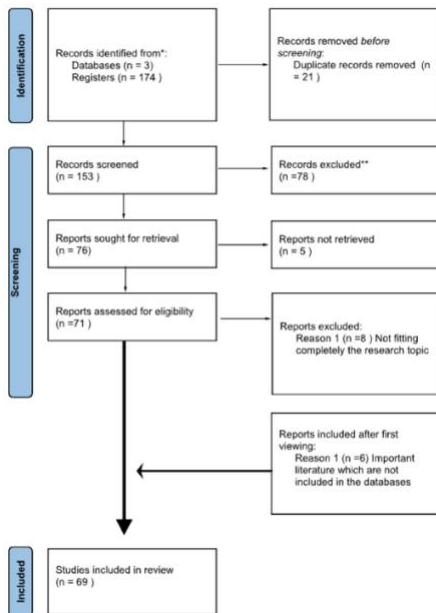 Identification
Records identified from*:
Databases (n = 3)
Registers (n = 174)
Records removed before
screening:
Duplicate records removed (n
= 21 )
Screening
Records screened
(n = 153 )
Records excluded**
(n =78 )
Reports sought for retrieval
(n = 76)
Reports not retrieved
(n = 5 )
Reports assessed for eligibility
(n =71 )
Reports excluded:
Reason 1 (n =8 ) Not fitting
completely the research topic
Reports included after first
viewing:
Reason 1 (n =6) Important
literature which are not
included in the databases
Included
Studies included in review
(n = 69 )